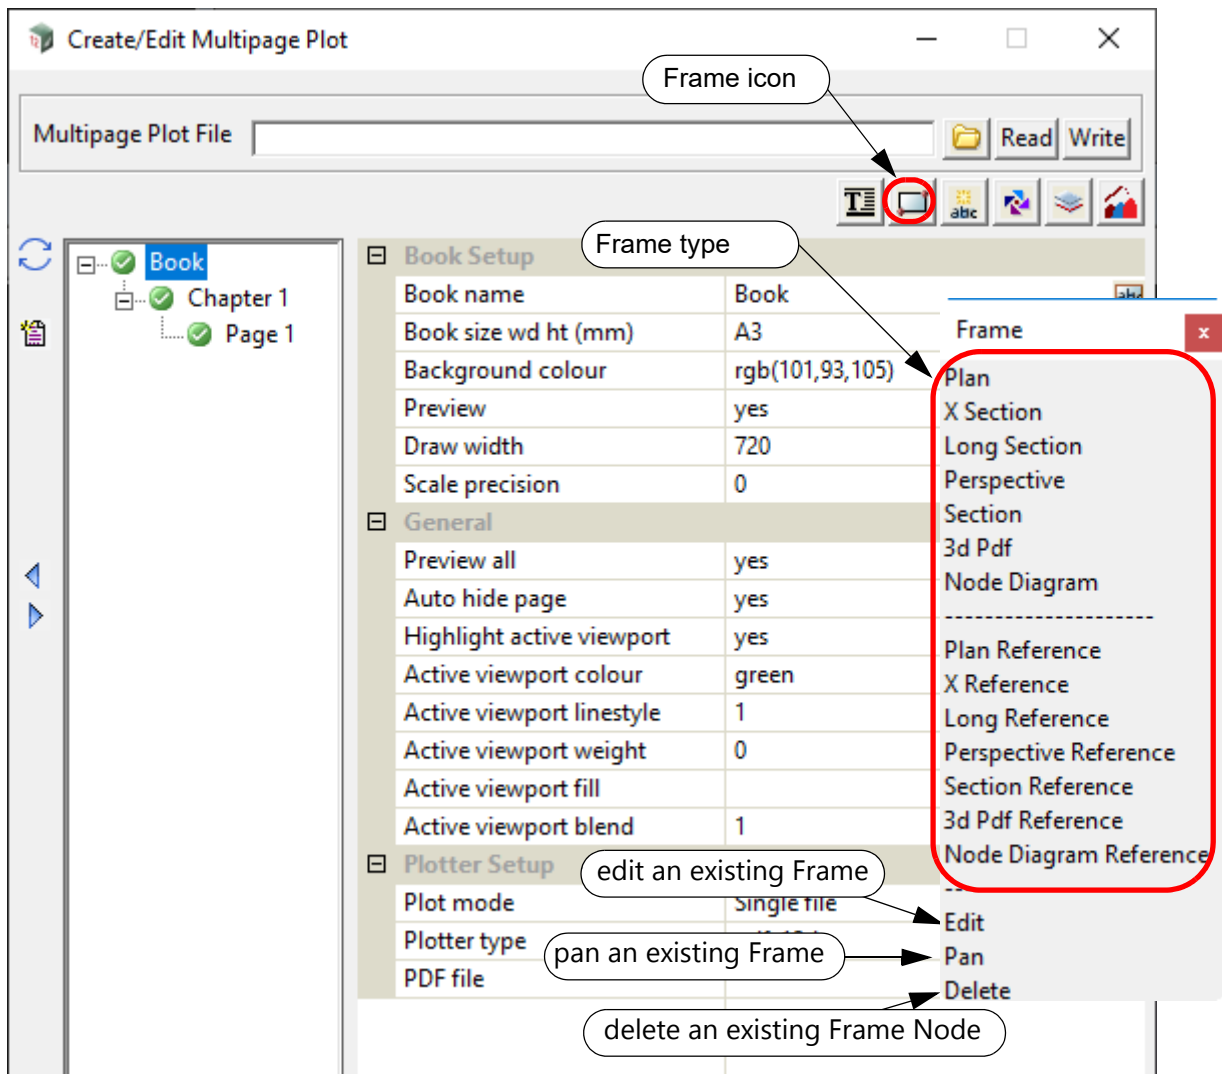 Create/Edit Multipage Plot
Frame icon
Multipage Plot File
Read Write
abc
Frame type
Book
Chapter 1
Page 1
Book Setup
Book name Book
Book size wd ht (mm) A3
Background colour rgb(101,93,105)
Preview yes
Draw width 720
Scale precision 0
General
Preview all yes
Auto hide page yes
Highlight active viewport yes
Active viewport colour green
Active viewport linestyle 1
Active viewport weight 0
Active viewport fill
Active viewport blend 1
Plotter Setup
Plot mode Single file
Plotter type
PDF file
Frame x
Plan
X Section
Long Section
Perspective
Section
3d Pdf
Node Diagram
---------------------
Plan Reference
X Reference
Long Reference
Perspective Reference
Section Reference
3d Pdf Reference
Node Diagram Reference
Edit
Pan
Delete
edit an existing Frame
pan an existing Frame
delete an existing Frame Node